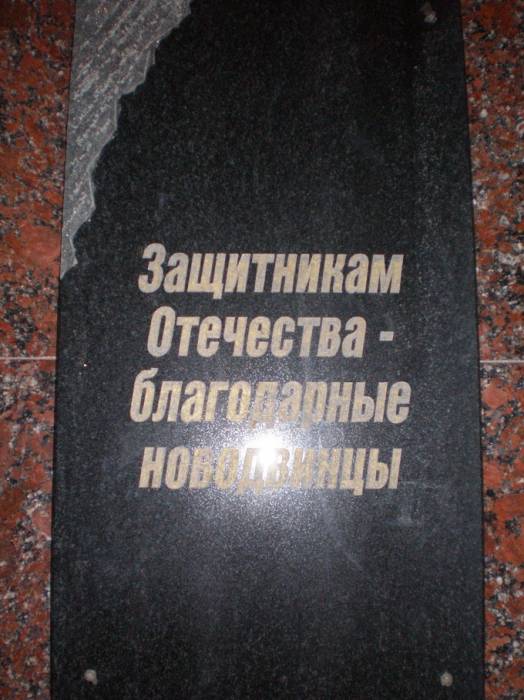 Защитникам
Отечества -
благодарные
новодвинцы